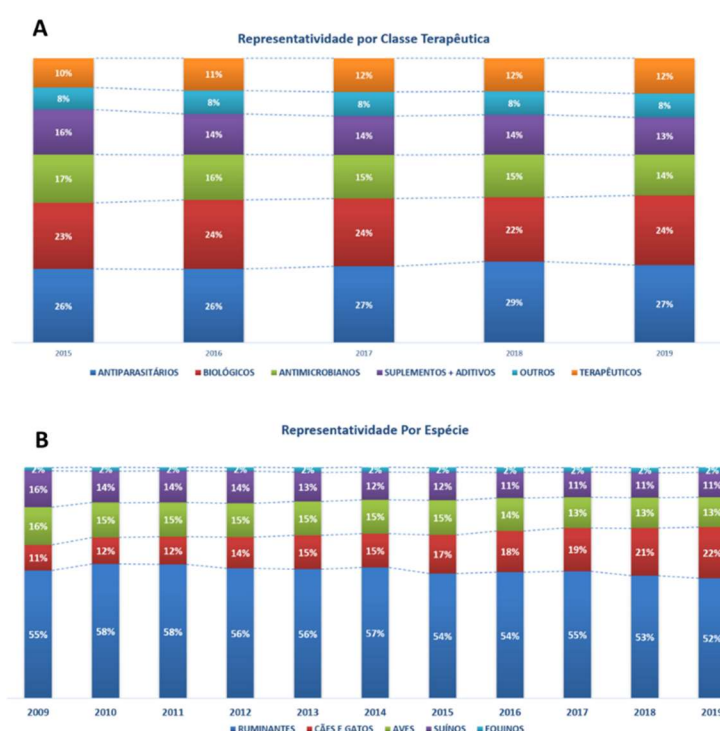 A
Representatividade por Classe Terapêutica
10% 11% 12% 12% 12%
8% 8% 8% 8% 8%
16% 14% 14% 14% 13%
17% 16% 15% 15% 14%
23% 24% 24% 22% 24%
26% 26% 27% 29% 27%
2015 2016 2017 2018 2019
ANTIPARASITÁRIOS BIOLÓGICOS ANTIMICROBIANOS SUPLEMENTOS + ADITIVOS OUTROS TERAPÊUTICOS
B
Representatividade Por Espécie
2% 2% 2% 2% 2% 2% 2% 2% 2% 2% 2%
16% 14% 14% 14% 13% 12% 12% 11% 11% 11% 11%
16% 15% 15% 15% 15% 15% 15% 14% 13% 13% 13%
11% 12% 12% 14% 15% 15% 17% 18% 19% 21% 22%
55% 58% 58% 56% 56% 57% 54% 54% 55% 53% 52%
2009 2010 2011 2012 2013 2014 2015 2016 2017 2018 2019
RUMINANTES CÃES E GATOS AVES SUÍNOS EQUINOS